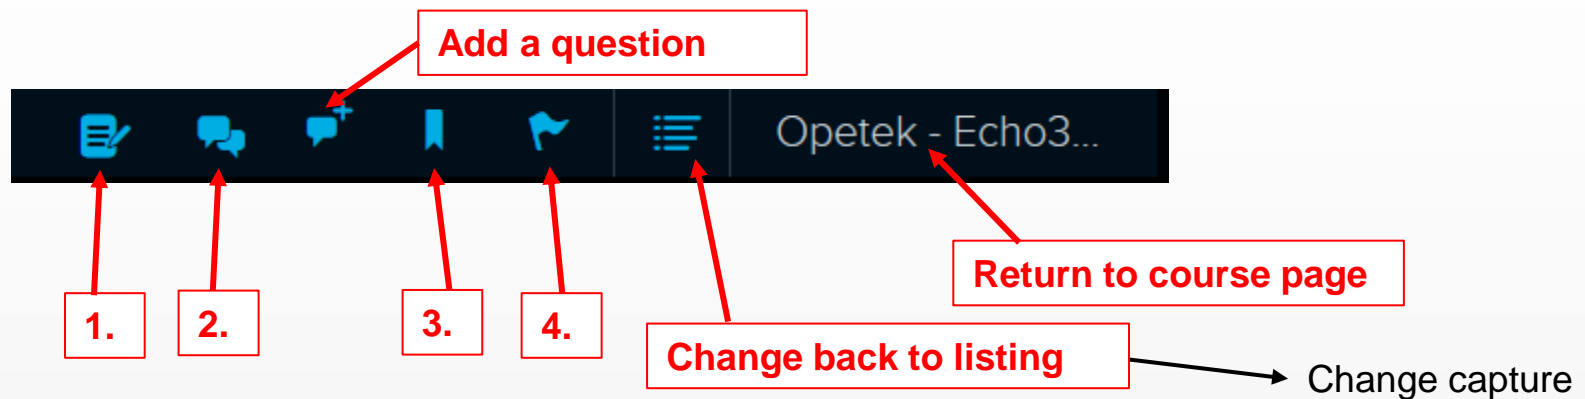 Add a question
Opetek - Echo3...
Return to course page
1.
2.
3.
4.
Change back to listing
Change capture